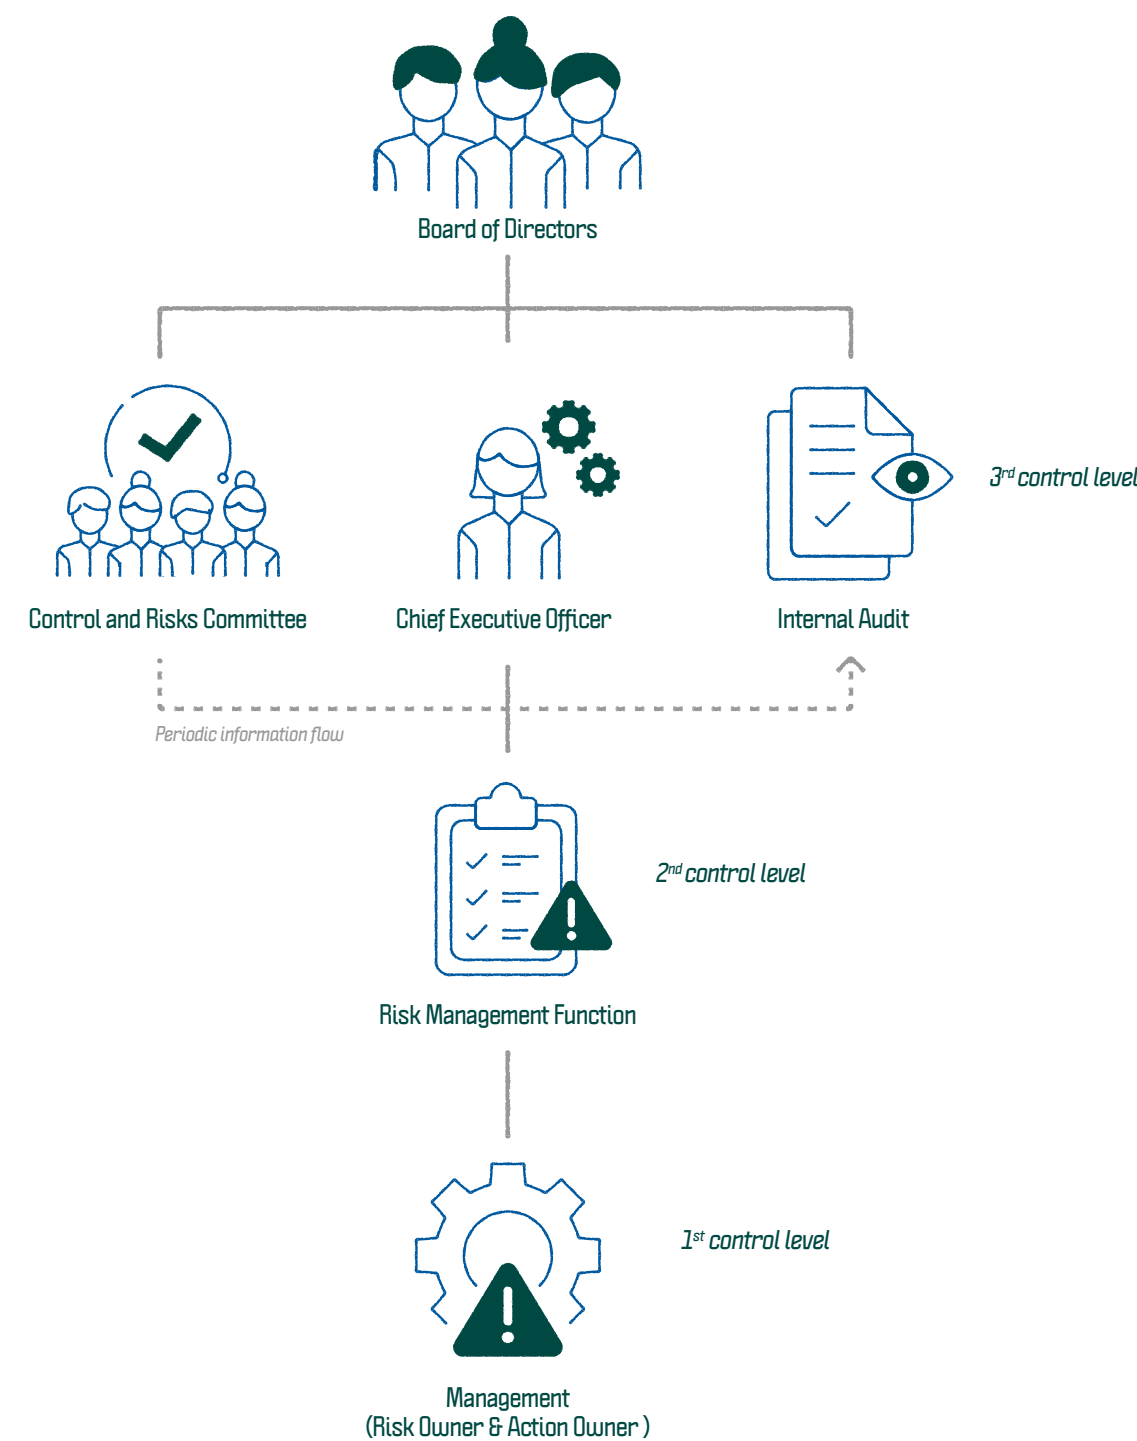 Board of Directors
3rd control level
Control and Risks Committee
Chief Executive Officer
Internal Audit
Periodic information flow
2nd control level
Risk Management Function
1st control level
Management
(Risk Owner & Action Owner )